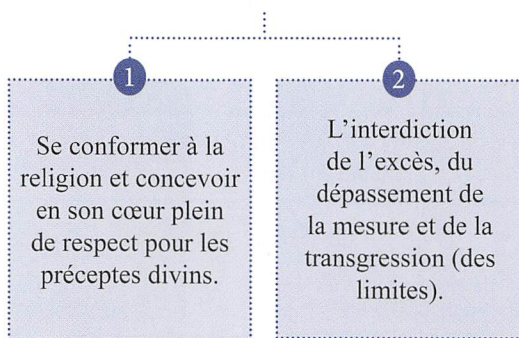 1
Se conformer à la
religion et concevoir
en son cœur plein
de respect pour les
préceptes divins.
2
L’interdiction
de l’excès, du
dépassement de
la mesure et de la
transgression (des
limites).